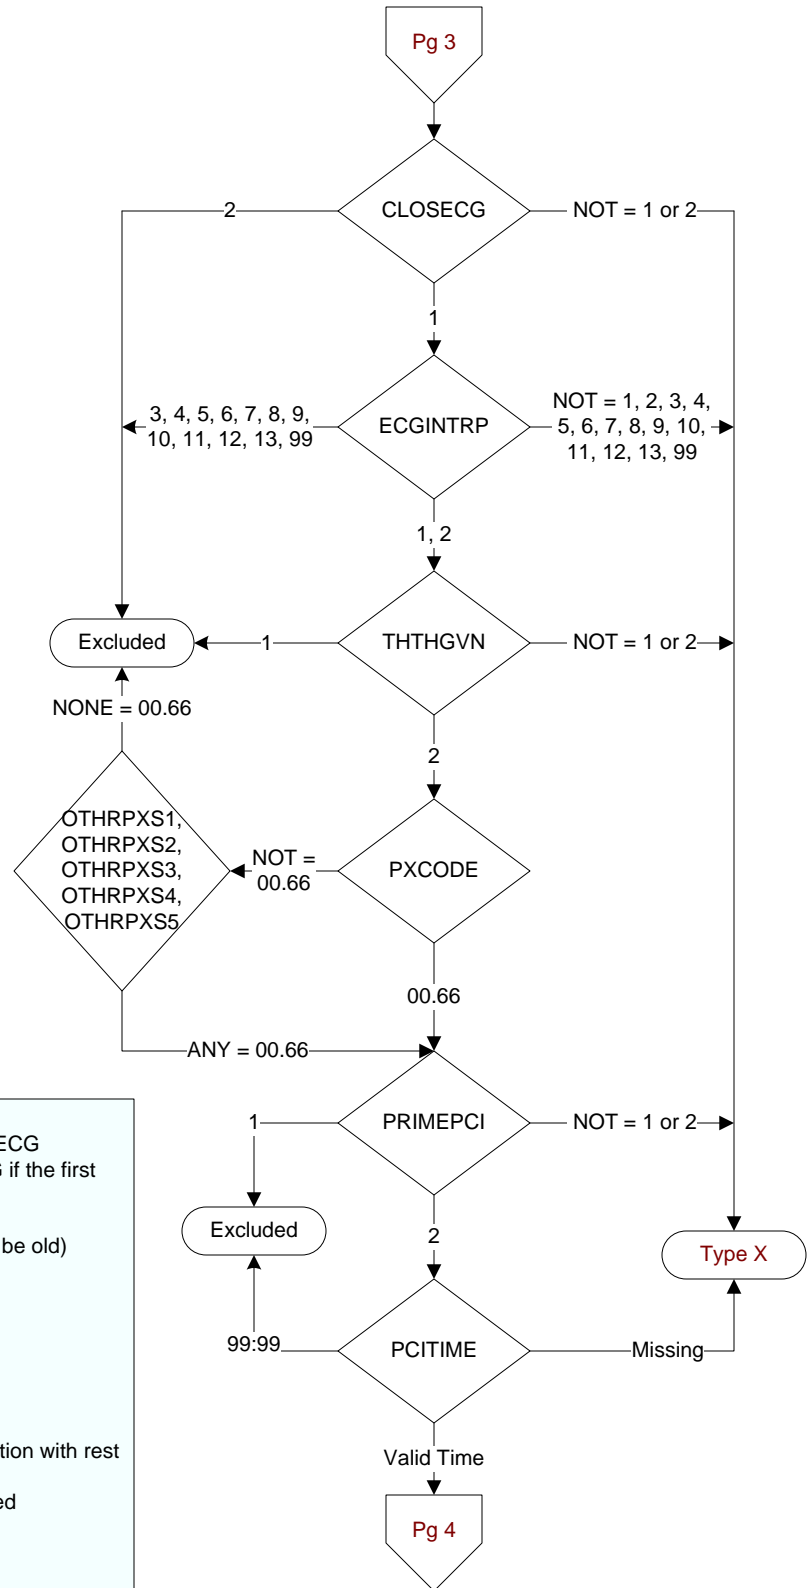 Pg 3
CLOSECG
2
NOT = 1 or 2
1
ECGINTRP
3, 4, 5, 6, 7, 8, 9,
10, 11, 12, 13, 99
NOT = 1, 2, 3, 4,
5, 6, 7, 8, 9, 10,
11, 12, 13, 99
1, 2
Excluded
1
THTHGVN
NOT = 1 or 2
NONE = 00.66
2
OTHRPXS1,
OTHRPXS2,
OTHRPXS3,
OTHRPXS4,
OTHRPXS5
NOT =
00.66
PXCODE
00.66
ANY = 00.66
1
PRIMEPCI
NOT = 1 or 2
Excluded
2
Type X
99:99
PCITIME
Missing
Valid Time
Pg 4
ECG
if the first
be old)
tion with rest
ed